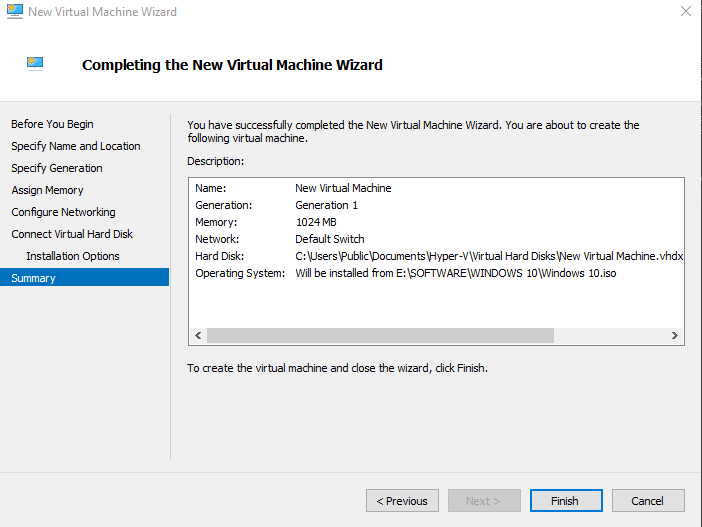 New Virtual Machine Wizard
Completing the New Virtual Machine Wizard
Before You Begin
Specify Name and Location
Specify Generation
Assign Memory
Configure Networking
Connect Virtual Hard Disk
Installation Options
Summary
You have successfully completed the New Virtual Machine Wizard. You are about to create the
following virtual machine.
Description:
Name: New Virtual Machine
Generation: Generation 1
Memory: 1024 MB
Network: Default Switch
Hard Disk: C:\Users\Public\Documents\Hyper-V\Virtual Hard Disks\New Virtual Machine.vhdx
Operating System: Will be installed from E:\SOFTWARE\WINDOWS 10\Windows 10.iso
To create the virtual machine and close the wizard, click Finish.
< Previous
Next >
Finish
Cancel